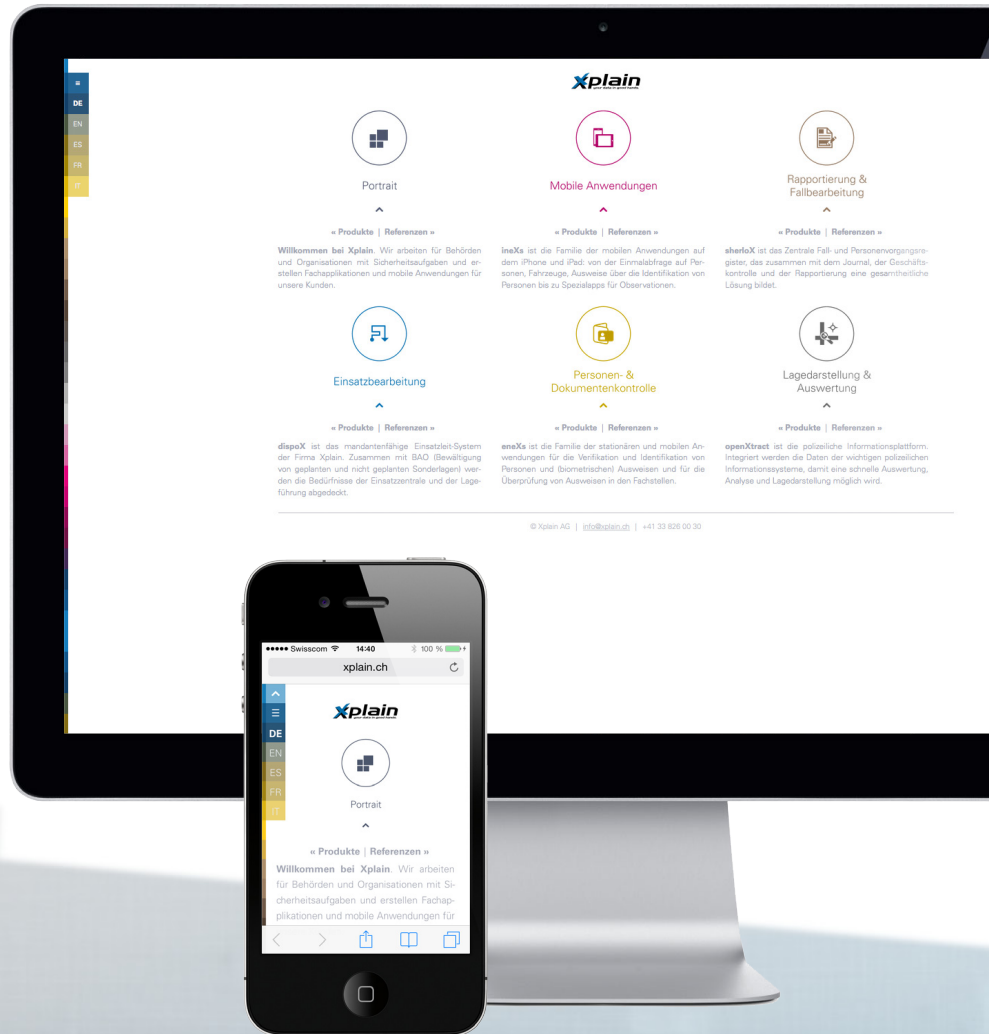 ≡
DE
EN
ES
FR
IT
xplain
your data in good hands.
Portrait
« Produkte | Referenzen »
Willkommen bei Xplain. Wir arbeiten für Behörden
und Organisationen mit Sicherheitsaufgaben und er-
stellen Fachapplikationen und mobile Anwendungen für
unsere Kunden.
Mobile Anwendungen
« Produkte | Referenzen »
ineXs ist die Familie der mobilen Anwendungen auf
dem iPhone und iPad: von der Einmalabfrage auf Per-
sonen, Fahrzeuge, Ausweise über die Identifikation von
Personen bis zu Spezialapps für Observationen.
Rapportierung &
Fallbearbeitung
« Produkte | Referenzen »
sherloX ist das Zentrale Fall- und Personenvorgangsre-
gister, das zusammen mit dem Journal, der Geschäfts-
kontrolle und der Rapportierung eine gesamtheitliche
Lösung bildet.
Einsatzbearbeitung
« Produkte | Referenzen »
dispoX ist das mandantenfähige Einsatzleit-System
der Firma Xplain. Zusammen mit BAO (Bewältigung
von geplanten und nicht geplanten Sonderlagen) wer-
den die Bedürfnisse der Einsatzzentrale und der Lage-
führung abgedeckt.
Personen- &
Dokumentenkontrolle
« Produkte | Referenzen »
eneXs ist die Familie der stationären und mobilen An-
wendungen für die Verifikation und Identifikation von
Personen und (biometrischen) Ausweisen und für die
Überprüfung von Ausweisen in den Fachstellen.
Lagedarstellung &
Auswertung
« Produkte | Referenzen »
openXtract ist die polizeiliche Informationsplattform.
Integriert werden die Daten der wichtigen polizeilichen
Informationssysteme, damit eine schnelle Auswertung,
Analyse und Lagedarstellung möglich wird.
© Xplain AG | info@xplain.ch | +41 33 826 00 30
Swisscom 14:40 100 %
xplain.ch
DE
EN
ES
FR
IT
xplain
your data in good hands.
Portrait
« Produkte | Referenzen »
Willkommen bei Xplain. Wir arbeiten
für Behörden und Organisationen mit Si-
cherheitsaufgaben und erstellen Fachap-
plikationen und mobile Anwendungen für